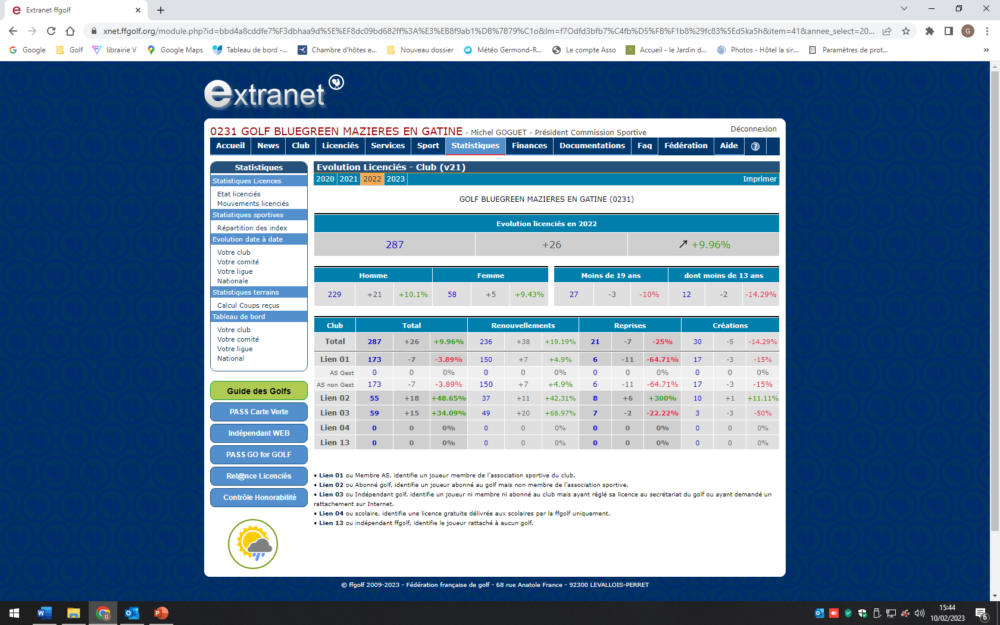 Extranet ffgolf
xnet.ffgolf.org/module.php?id=bbd4a8cddfe7%F3dbhaa9d%5E%EF8dc09bd682ff%3A%E3%EB8f9ab1%DB%7B79%C1o&lm=f7Odfd3bfb7%C4fb%D5%FB%F1b8%29fc83%5Ed5ka5h&item=41&annee_select=20...
G
Google
Golf
librairie V
Google Maps
Tableau de bord -...
Chambre d'hôtes e...
Nouveau dossier
Météo Germond-R...
Le compte Asso
Accueil - le Jardin d...
Photos - Hôtel la sir...
Paramètres de prot...
»
extranet
0231 GOLF BLUEGREEN MAZIERES EN GATINE - Michel GOGUET - Président Commission Sportive
Déconnexion
Accueil News Club Licenciés Services Sport Statistiques Finances Documentations Faq Fédération Aide ?
Statistiques
Statistiques Licences
Etat licenciés
Mouvements licenciés
Statistiques sportives
Répartition des index
Evolution date à date
Votre club
Votre comité
Votre ligue
Nationale
Statistiques terrains
Calcul Coups reçus
Tableau de bord
Votre club
Votre comité
Votre ligue
National
Guide des Golfs
PASS Carte Verte
Indépendant WEB
PASS GO for GOLF
Rel@nce Licenciés
Contrôle Honorabilité
Evolution Licenciés - Club (v21)
2020 2021 2022 2023 Imprimer
GOLF BLUEGREEN MAZIERES EN GATINE (0231)
Evolution licenciés en 2022
287 +26 +9.96%
Homme Femme Moins de 19 ans dont moins de 13 ans
229 +21 +10.1% 58 +5 +9.43% 27 -3 -10% 12 -2 -14.29%
Club Total Renouvellements Reprises Créations
Total 287 +26 +9.96% 236 +38 +19.19% 21 -7 -25% 30 -5 -14.29%
Lien 01 173 -7 -3.89% 150 +7 +4.9% 6 -11 -64.71% 17 -3 -15%
AS Gest 0 0 0% 0 0 0% 0 0 0% 0 0 0%
AS non Gest 173 -7 -3.89% 150 +7 +4.9% 6 -11 -64.71% 17 -3 -15%
Lien 02 55 +18 +48.65% 37 +11 +42.31% 8 +6 +300% 10 +1 +11.11%
Lien 03 59 +15 +34.09% 49 +20 +68.97% 7 -2 -22.22% 3 -3 -50%
Lien 04 0 0 0% 0 0 0% 0 0 0% 0 0 0%
Lien 13 0 0 0% 0 0 0% 0 0 0% 0 0 0%
• Lien 01 ou Membre AS, identifie un joueur membre de l'association sportive du club.
• Lien 02 ou Abonné golf, identifie un joueur abonné au golf mais non membre de l'association sportive.
• Lien 03 ou Indépendant golf, identifie un joueur ni membre ni abonné au club mais ayant réglé sa licence au secrétariat du golf ou ayant demandé un
rattachement sur Internet.
• Lien 04 ou scolaire, identifie une licence gratuite délivrée aux scolaires par la ffgolf uniquement.
• Lien 13 ou indépendant ffgolf, identifie le joueur rattaché à aucun golf.
© ffgolf 2009-2023 - Fédération française de golf - 68 rue Anatole France - 92300 LEVALLOIS-PERRET
15:44
10/02/2023
6